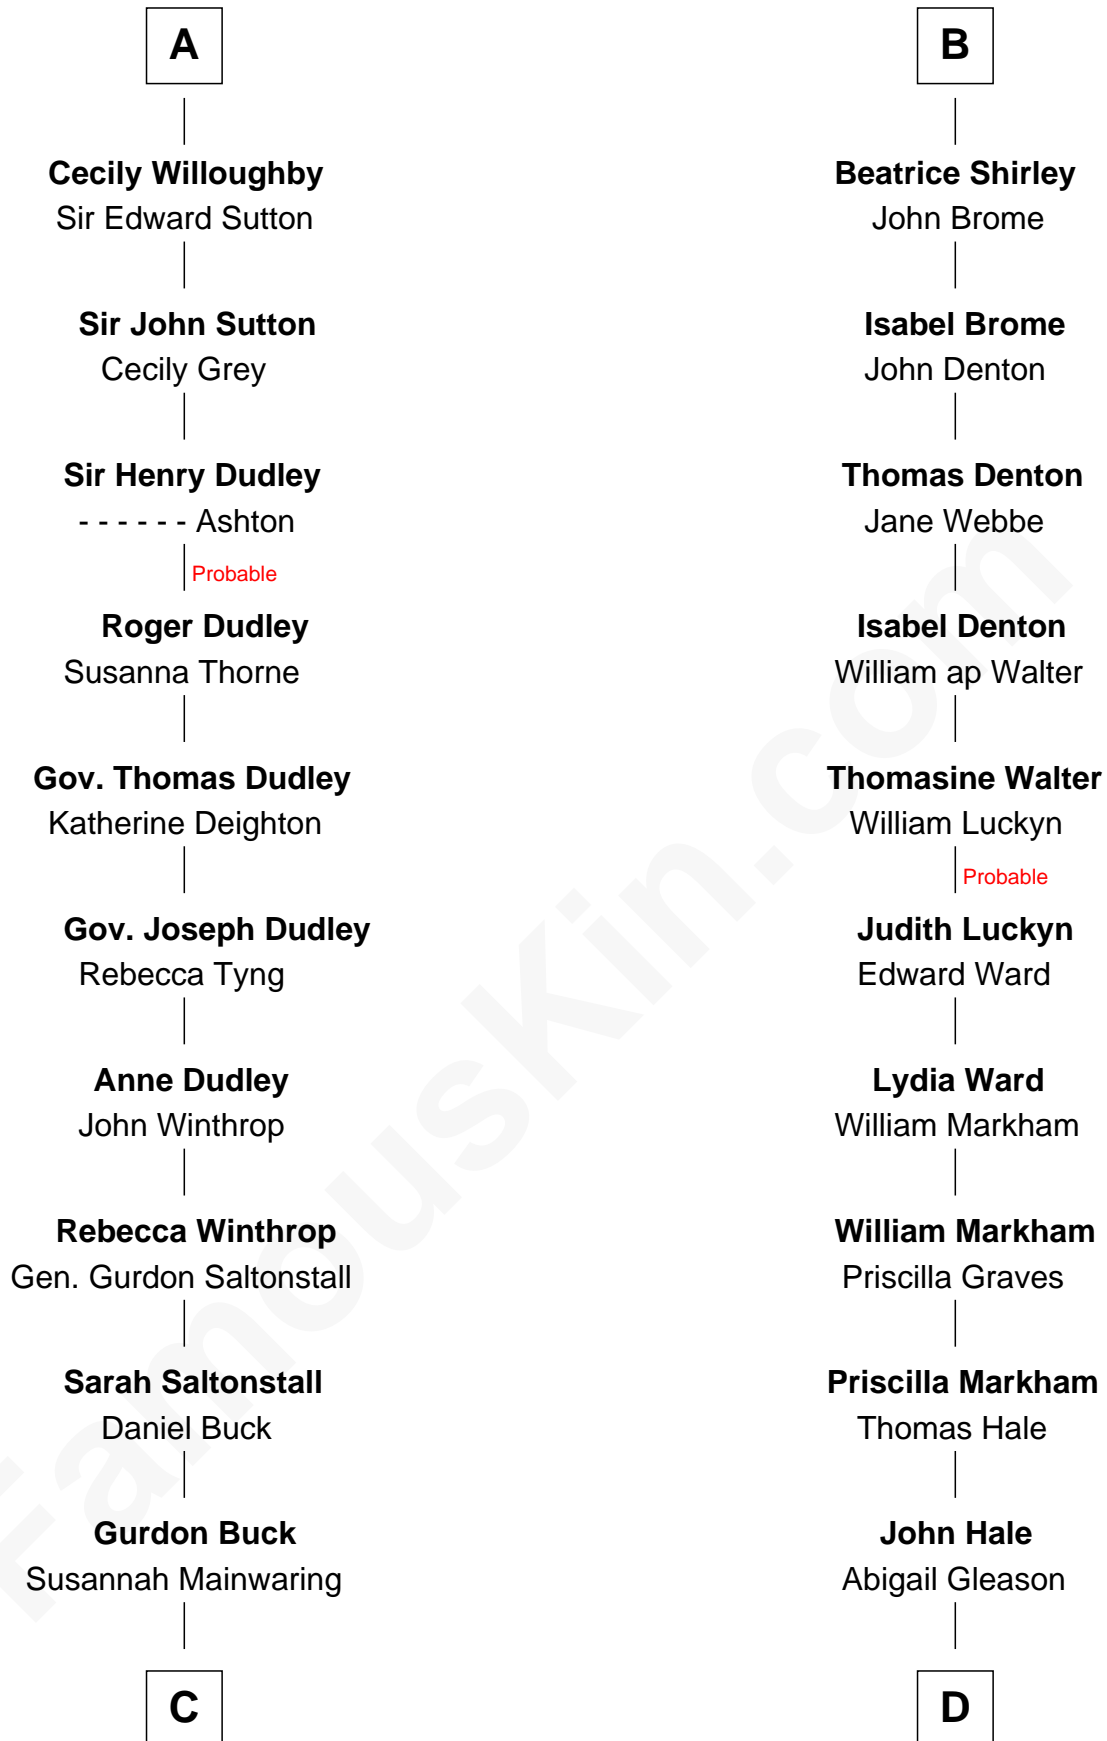 A
Cecily Willoughby
Sir Edward Sutton
Sir John Sutton
Cecily Grey
Sir Henry Dudley
- - - - - - Ashton
Probable
Roger Dudley
Susanna Thorne
Gov. Thomas Dudley
Katherine Deighton
Gov. Joseph Dudley
Rebecca Tyng
Anne Dudley
John Winthrop
Rebecca Winthrop
Gen. Gurdon Saltonstall
Sarah Saltonstall
Daniel Buck
Gurdon Buck
Susannah Mainwaring
C
B
Beatrice Shirley
John Brome
Isabel Brome
John Denton
Thomas Denton
Jane Webbe
Isabel Denton
William ap Walter
Thomasine Walter
William Luckyn
Probable
Judith Luckyn
Edward Ward
Lydia Ward
William Markham
William Markham
Priscilla Graves
Priscilla Markham
Thomas Hale
John Hale
Abigail Gleason
D
FamousKin.com